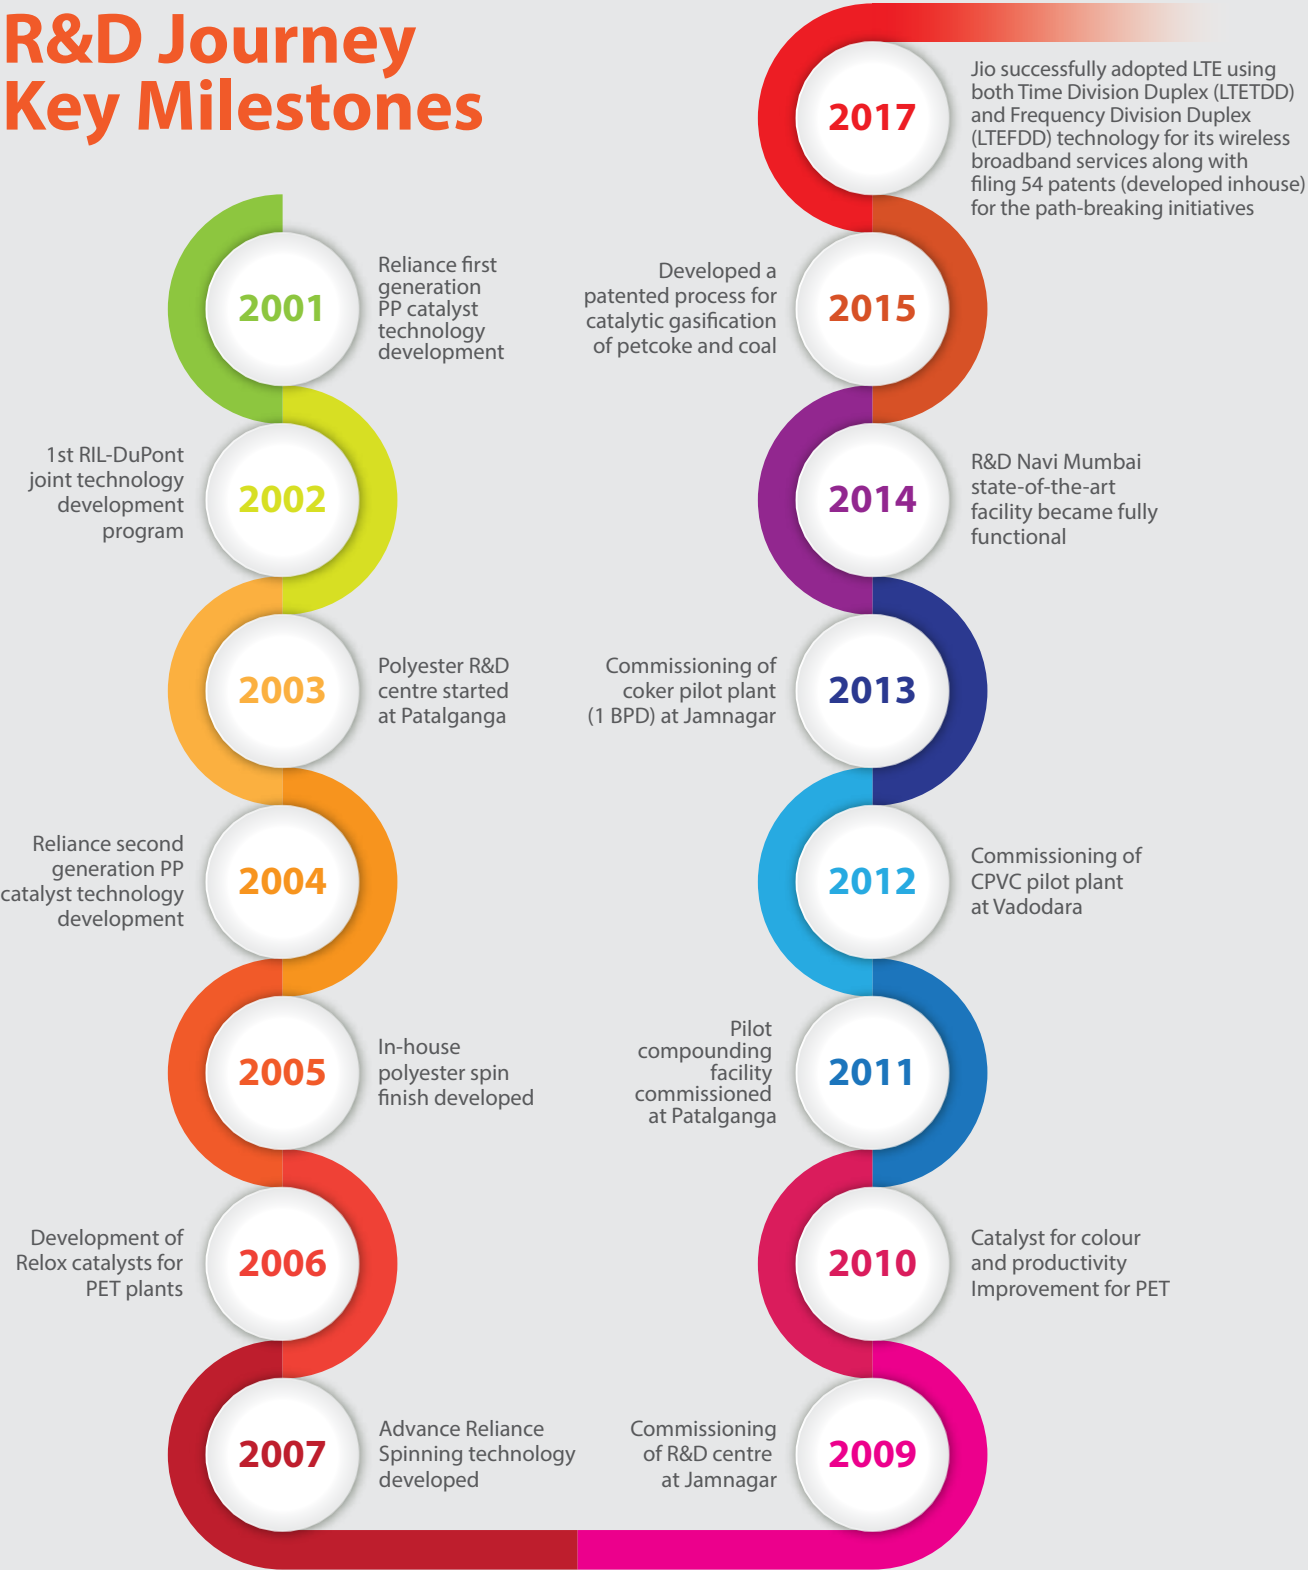 R&D Journey
Key Milestones
2001
Reliance first
generation
PP catalyst
technology
development
1st RIL-DuPont
joint technology
development
program
2002
2003
Polyester R&D
centre started
at Patalganga
Reliance second
generation PP
catalyst technology
development
2004
2005
In-house
polyester spin
finish developed
Development of
Relox catalysts for
PET plants
2006
2007
Advance Reliance
Spinning technology
developed
Commissioning
of R&D centre
at Jamnagar
2009
2010
Catalyst for colour
and productivity
Improvement for PET
Pilot
compounding
facility
commissioned
at Patalganga
2011
2012
Commissioning of
CPVC pilot plant
at Vadodara
Commissioning of
coker pilot plant
(1 BPD) at Jamnagar
2013
2014
R&D Navi Mumbai
state-of-the-art
facility became fully
functional
Developed a
patented process for
catalytic gasification
of petcoke and coal
2015
2017
Jio successfully adopted LTE using
both Time Division Duplex (LTETDD)
and Frequency Division Duplex
(LTEFDD) technology for its wireless
broadband services along with
filing 54 patents (developed inhouse)
for the path-breaking initiatives